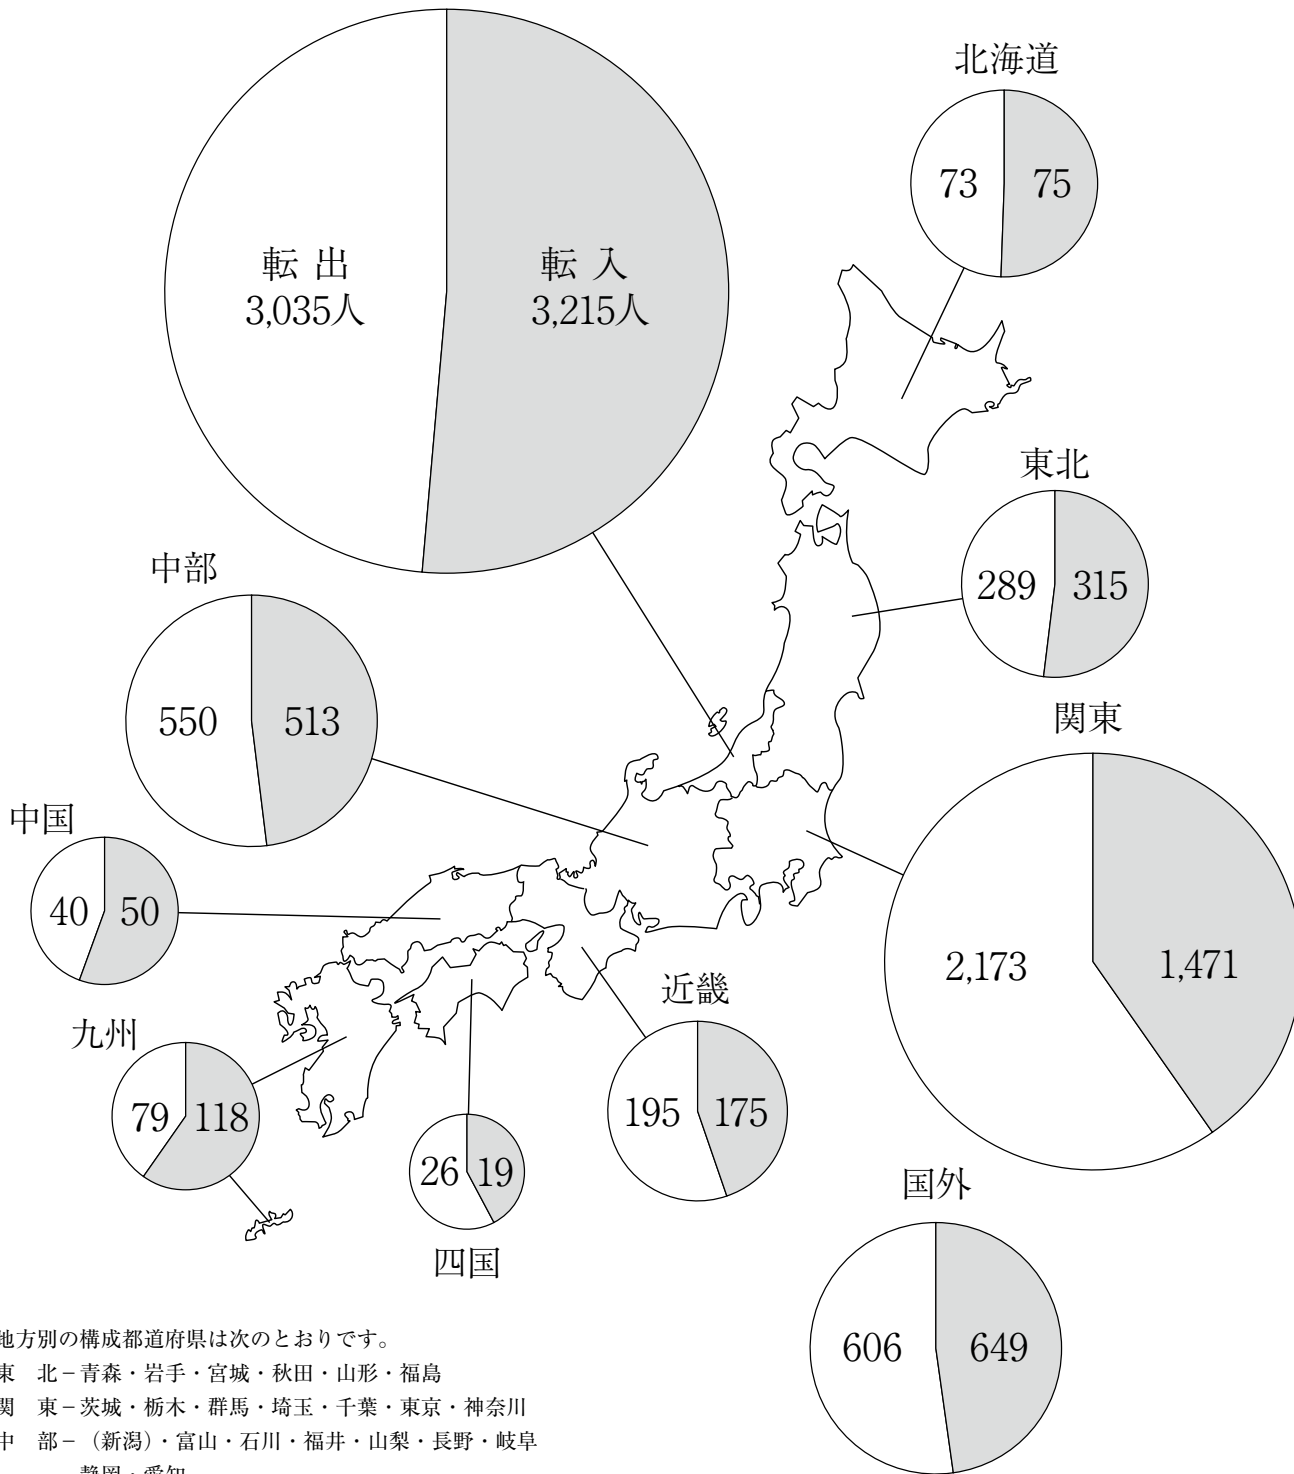 北海道
73 75
転出 転入
3,035人 3,215人
東北
289 315
中部
550 513
関東
2,173 1,471
中国
40 50
近畿
195 175
九州
79 118
四国
26 19
国外
606 649
地方別の構成都道府県は次のとおりです。
東 北－青森・岩手・宮城・秋田・山形・福島
関 東－茨城・栃木・群馬・埼玉・千葉・東京・神奈川
中 部－（新潟）・富山・石川・福井・山梨・長野・岐阜
静岡・愛知